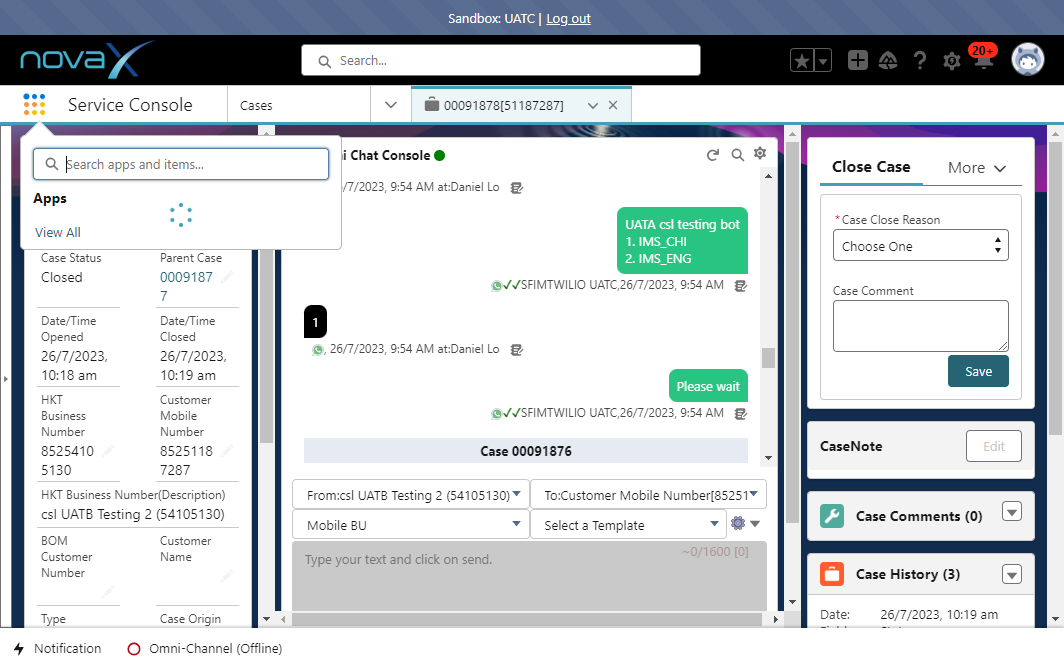 Sandbox: UATC | Log out
novaX
Search...
20+
Service Console
Cases
00091878[51187287]
Search apps and items...
Apps
View All
Case Status
Closed
Parent Case
0009187
7
Date/Time
Opened
26/7/2023,
10:18 am
Date/Time
Closed
26/7/2023,
10:19 am
HKT
Business
Number
8525410
5130
Customer
Mobile
Number
8525118
7287
HKT Business Number(Description)
csl UATB Testing 2 (54105130)
BOM
Customer
Number
Customer
Name
Type
Case Origin
i Chat Console
/7/2023, 9:54 AM at:Daniel Lo
UATA csl testing bot
1. IMS_CHI
2. IMS_ENG
SFIMTWILIO UATC,26/7/2023, 9:54 AM
1
, 26/7/2023, 9:54 AM at:Daniel Lo
Please wait
SFIMTWILIO UATC,26/7/2023, 9:54 AM
Case 00091876
From:csl UATB Testing 2 (54105130)
To:Customer Mobile Number[85251
Mobile BU
Select a Template
~0/1600 [0]
Type your text and click on send.
Close Case
More
*Case Close Reason
Choose One
Case Comment
Save
CaseNote
Edit
Case Comments (0)
Case History (3)
Date:
26/7/2023, 10:19 am
Notification
Omni-Channel (Offline)